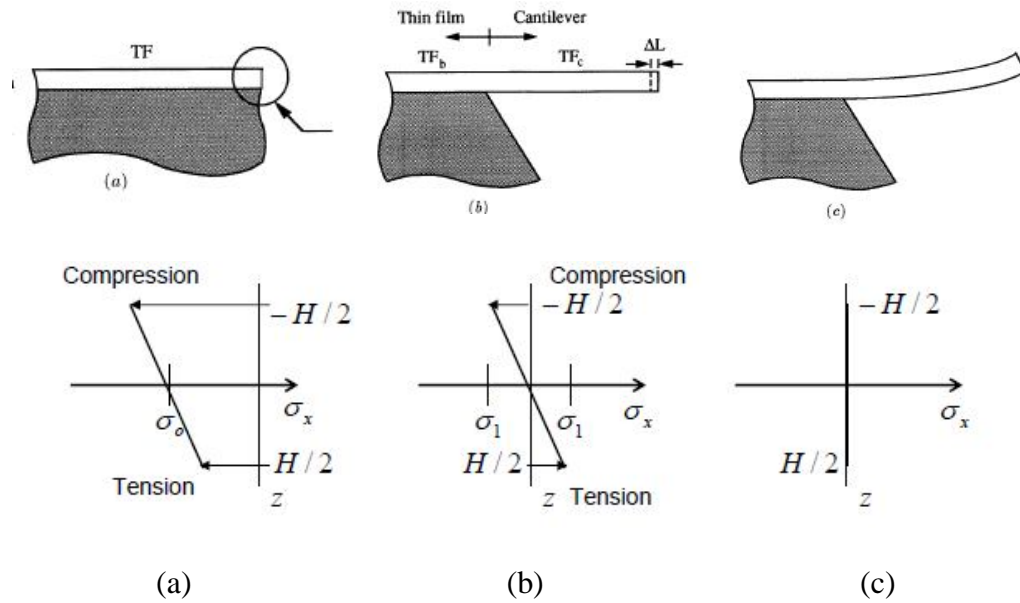 Thin film Cantilever
TF
TF_b TF_c ΔL
(a)
(b)
(c)
Compression
−H/2
σ_o σ_x
H/2
Tension
z
Compression
−H/2
σ_1 σ_1 σ_x
H/2
Tension
z
−H/2
σ_x
H/2
z
(a) (b) (c)